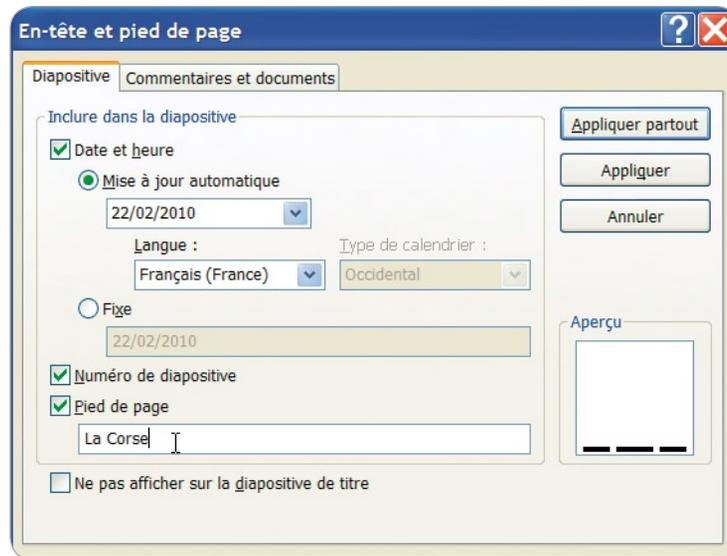 En-tête et pied de page
Diapositive
Commentaires et documents
Inclure dans la diapositive
Date et heure
Mise à jour automatique
22/02/2010
Langue :
Type de calendrier :
Français (France)
Occidental
Fixe
22/02/2010
Numéro de diapositive
Pied de page
La Corse
Ne pas afficher sur la diapositive de titre
Appliquer partout
Appliquer
Annuler
Aperçu